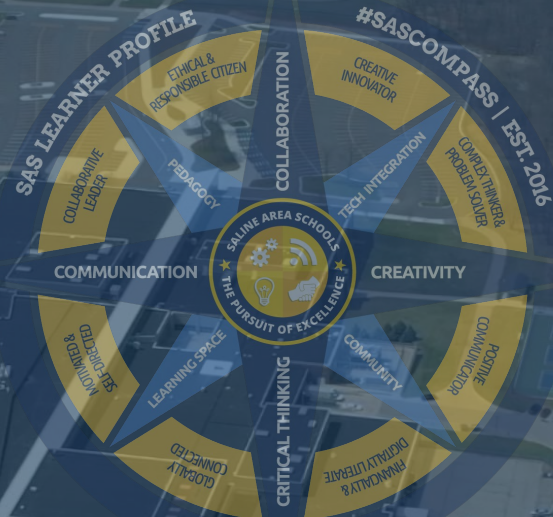 SAS LEARNER PROFILE
#SASCOMPASS | EST. 2016
ETHICAL &
RESPONSIBLE CITIZEN
CREATIVE
INNOVATOR
COMPLEX THINKER &
PROBLEM SOLVER
POSITIVE
COMMUNICATOR
FINANCIALLY &
DIGITALLY LITERATE
GLOBALLY
CONNECTED
MOTIVATED &
SELF-DIRECTED
COLLABORATIVE
LEADER
COLLABORATION
TECH INTEGRATION
CREATIVITY
COMMUNITY
CRITICAL THINKING
LEARNING SPACE
COMMUNICATION
PEDAGOGY
SALINE AREA SCHOOLS
THE PURSUIT OF EXCELLENCE